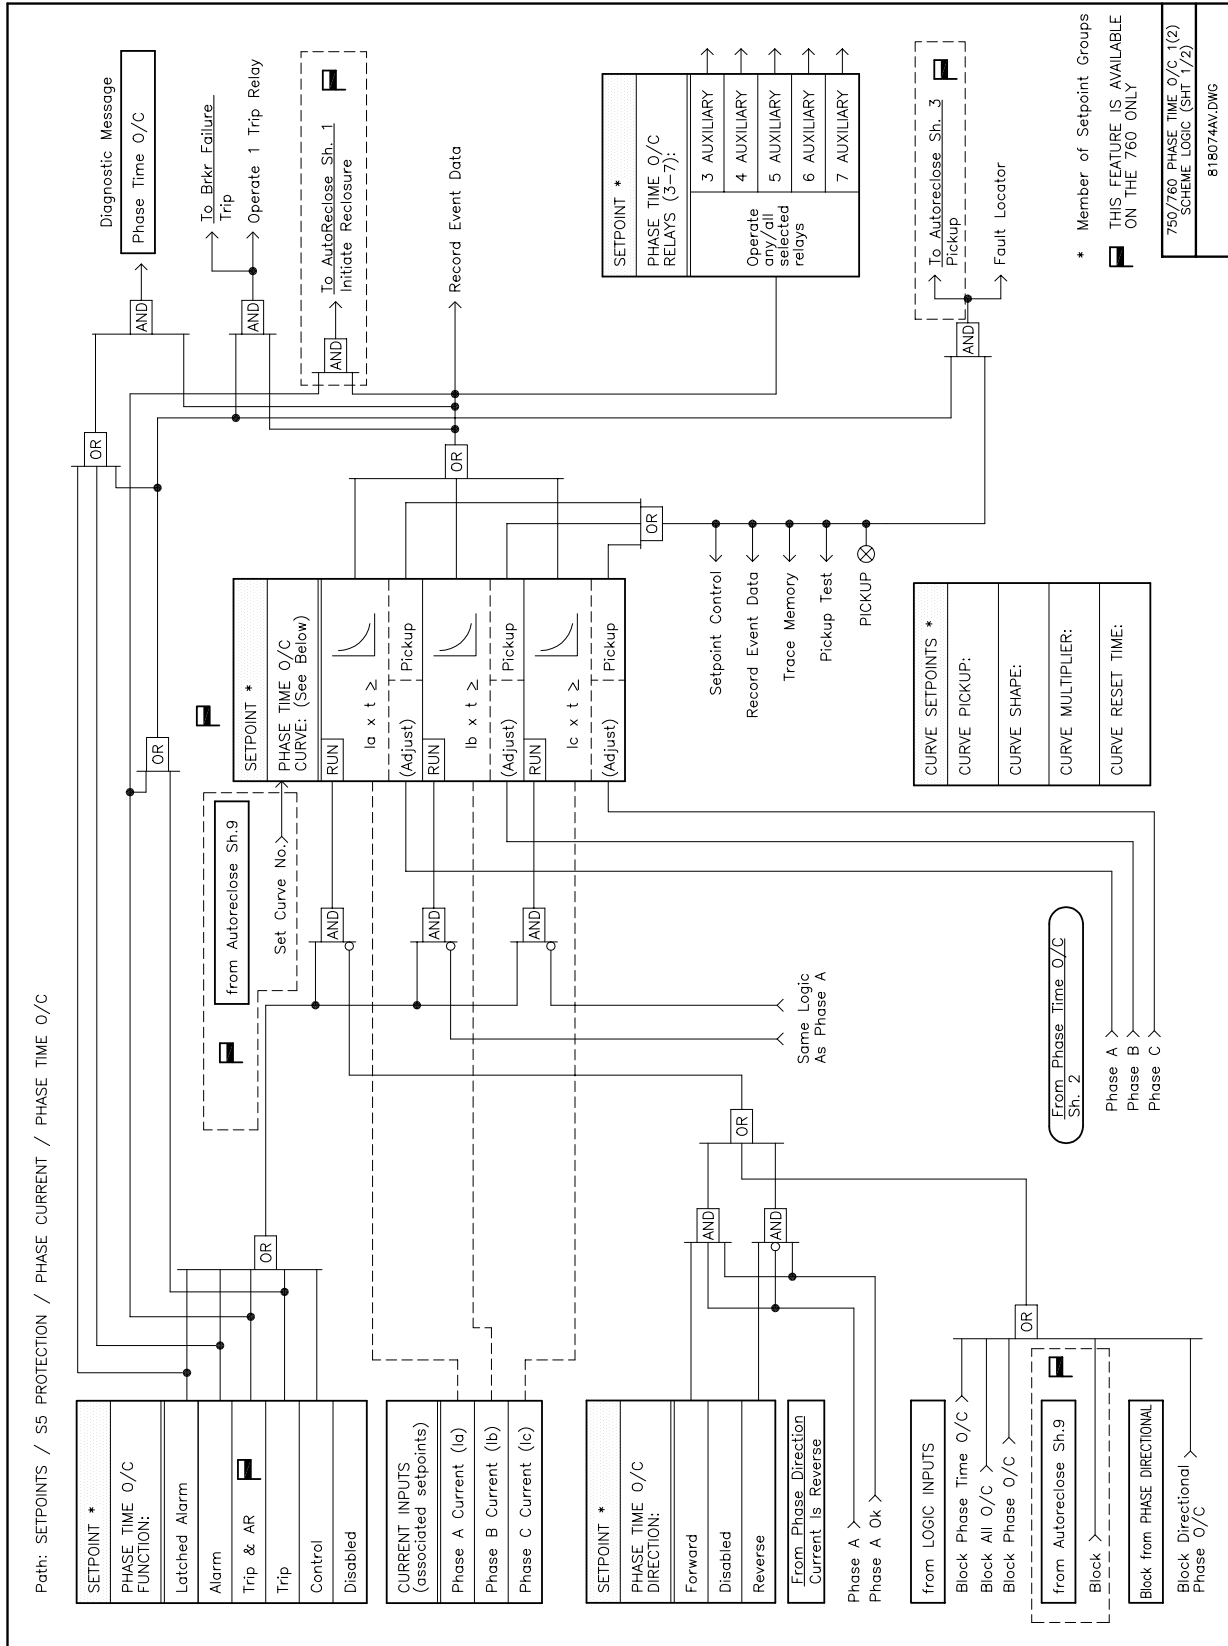 Path: SETPOINTS / S5 PROTECTION / PHASE CURRENT / PHASE TIME O/C
SETPOINT *
PHASE TIME O/C
FUNCTION:
Latched Alarm
Alarm
Trip & AR
Trip
Control
Disabled
CURRENT INPUTS
(associated setpoints)
Phase A Current (Ia)
Phase B Current (Ib)
Phase C Current (Ic)
SETPOINT *
PHASE TIME O/C
DIRECTION:
Forward
Disabled
Reverse
From Phase Direction
Current Is Reverse
Phase A
Phase A Ok
from LOGIC INPUTS
Block Phase Time O/C
Block All O/C
Block Phase O/C
from Autoreclose Sh.9
Block
Block from PHASE DIRECTIONAL
Block Directional
Phase O/C
OR
AND
AND
OR
OR
from Autoreclose Sh.9
Set Curve No.
AND
AND
AND
Same Logic
As Phase A
From Phase Time O/C
Sh. 2
Phase A
Phase B
Phase C
OR
SETPOINT *
PHASE TIME O/C
CURVE: (See Below)
RUN
Ia x t ≥
(Adjust)
Pickup
RUN
Ib x t ≥
(Adjust)
Pickup
RUN
Ic x t ≥
(Adjust)
Pickup
OR
OR
OR
Setpoint Control
Record Event Data
Trace Memory
Pickup Test
PICKUP
CURVE SETPOINTS *
CURVE PICKUP:
CURVE SHAPE:
CURVE MULTIPLIER:
CURVE RESET TIME:
AND
Diagnostic Message
Phase Time O/C
AND
To Brkr Failure
Trip
Operate 1 Trip Relay
AND
To AutoReclose Sh. 1
Initiate Reclosure
Record Event Data
SETPOINT *
PHASE TIME O/C
RELAYS (3-7):
Operate
any/all
selected
relays
3 AUXILIARY
4 AUXILIARY
5 AUXILIARY
6 AUXILIARY
7 AUXILIARY
AND
To Autoreclose Sh. 3
Pickup
Fault Locator
* Member of Setpoint Groups
THIS FEATURE IS AVAILABLE
ON THE 760 ONLY
750/760 PHASE TIME O/C 1(2)
SCHEME LOGIC (SHT 1/2)
818074AV.DWG